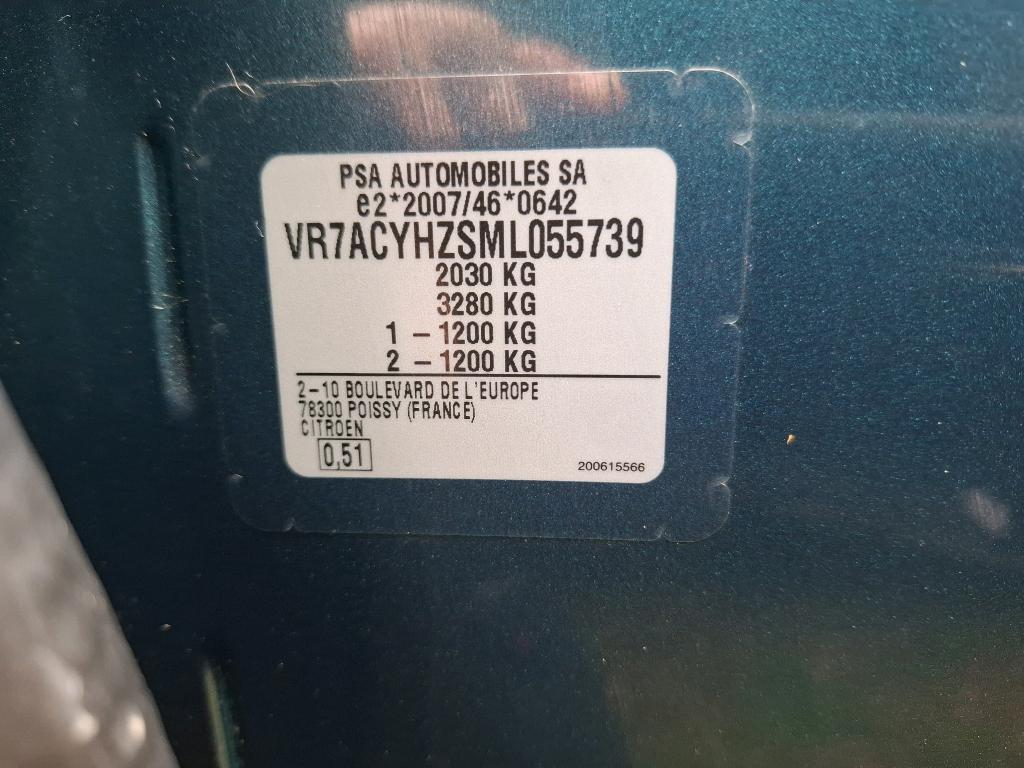 PSA AUTOMOBILES SA
e2*2007/46*0642
VR7ACYHZSML055739
2030 KG
3280 KG
1 – 1200 KG
2 – 1200 KG
2–10 BOULEVARD DE L'EUROPE
78300 POISSY (FRANCE)
CITROEN
0,51
200615566